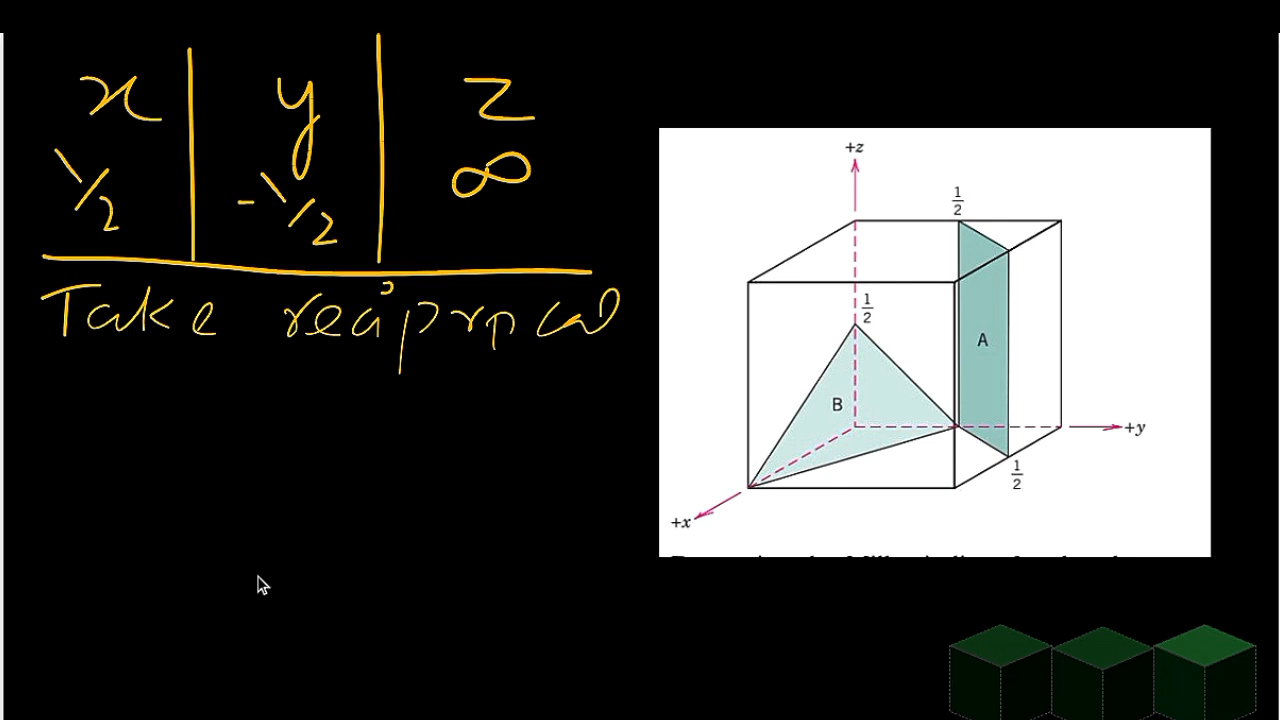 x y z
1/2 -1/2 ∞
Take reciprocal
+z
1/2
1/2
A
B
+y
1/2
+x